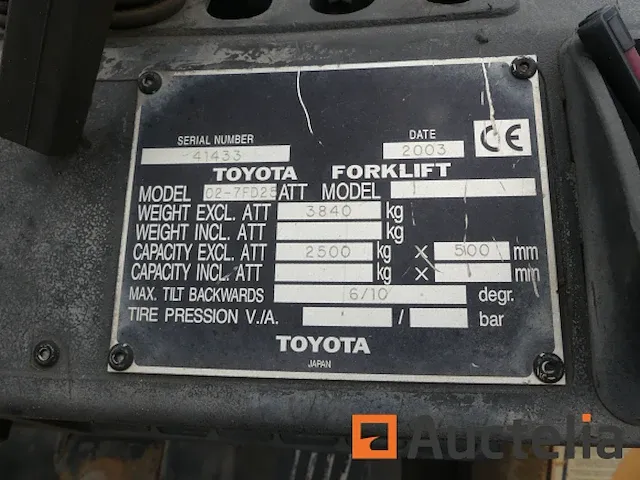 SERIAL NUMBER DATE CE
41433 2003
TOYOTA FORKLIFT
MODEL 02-7FD25 ATT MODEL
WEIGHT EXCL. ATT 3840 kg
WEIGHT INCL. ATT kg
CAPACITY EXCL. ATT 2500 kg X 500 mm
CAPACITY INCL. ATT kg X mm
MAX. TILT BACKWARDS 6/10 degr.
TIRE PRESSION V./A. / bar
TOYOTA
JAPAN
Auctelia